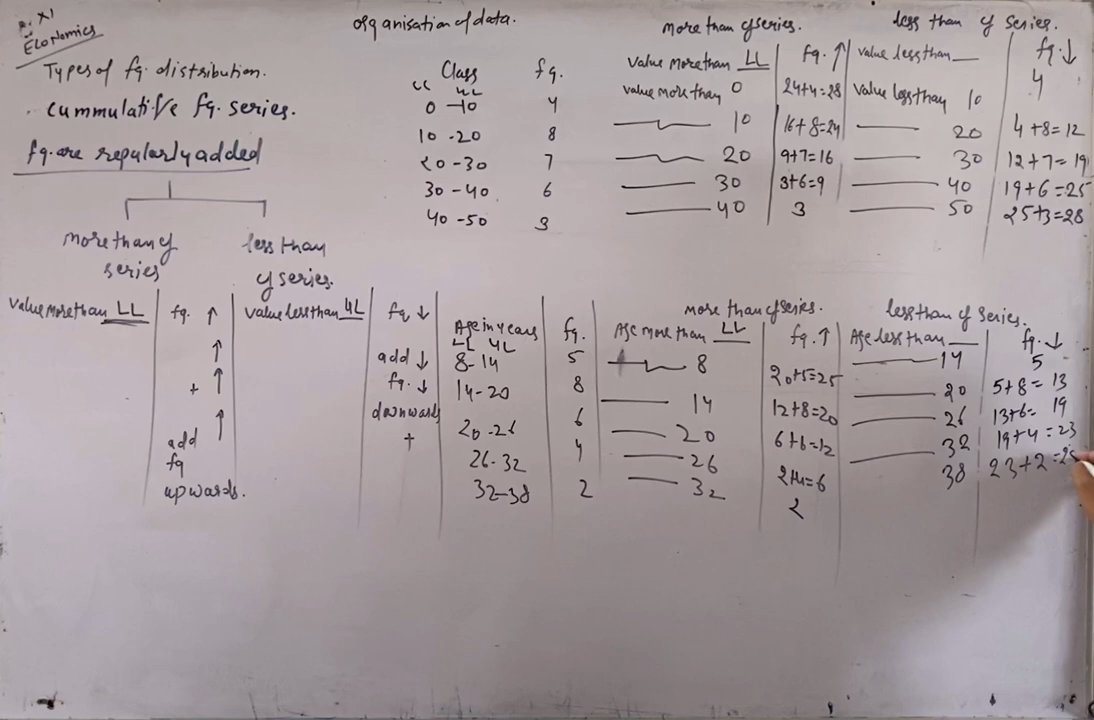 XI
Economics
organisation of data.
Types of fq. distribution.
. cummulatifve fq. series.
fq. are repularly added
more than cf series
less than cf series.
Value more than LL
fq. ↑
↑
+ ↑
add ↑
fq
upwards.
Value less than UL
fq ↓
add ↓
fq. ↓
downwards
+
Class fq.
LL UL
0 - 10 4
10 - 20 8
20 - 30 7
30 - 40 6
40 - 50 3
more than cf series.
Value more than LL fq. ↑
value more than 0 24+4=28
10 16+8=24
20 9+7=16
30 3+6=9
40 3
less than cf series.
value less than __ fq. ↓
Value less than 10 4
20 4+8=12
30 12+7=19
40 19+6=25
50 25+3=28
Age in years fq.
LL UL
8-14 5
14-20 8
20-26 6
26-32 4
32-38 2
more than cf series.
Age more than LL fq. ↑
8 20+5=25
14 12+8=20
20 6+6=12
26 2+4=6
32 2
less than cf series.
Age less than __ fq. ↓
14 5
20 5+8=13
26 13+6=19
32 19+4=23
38 23+2=25